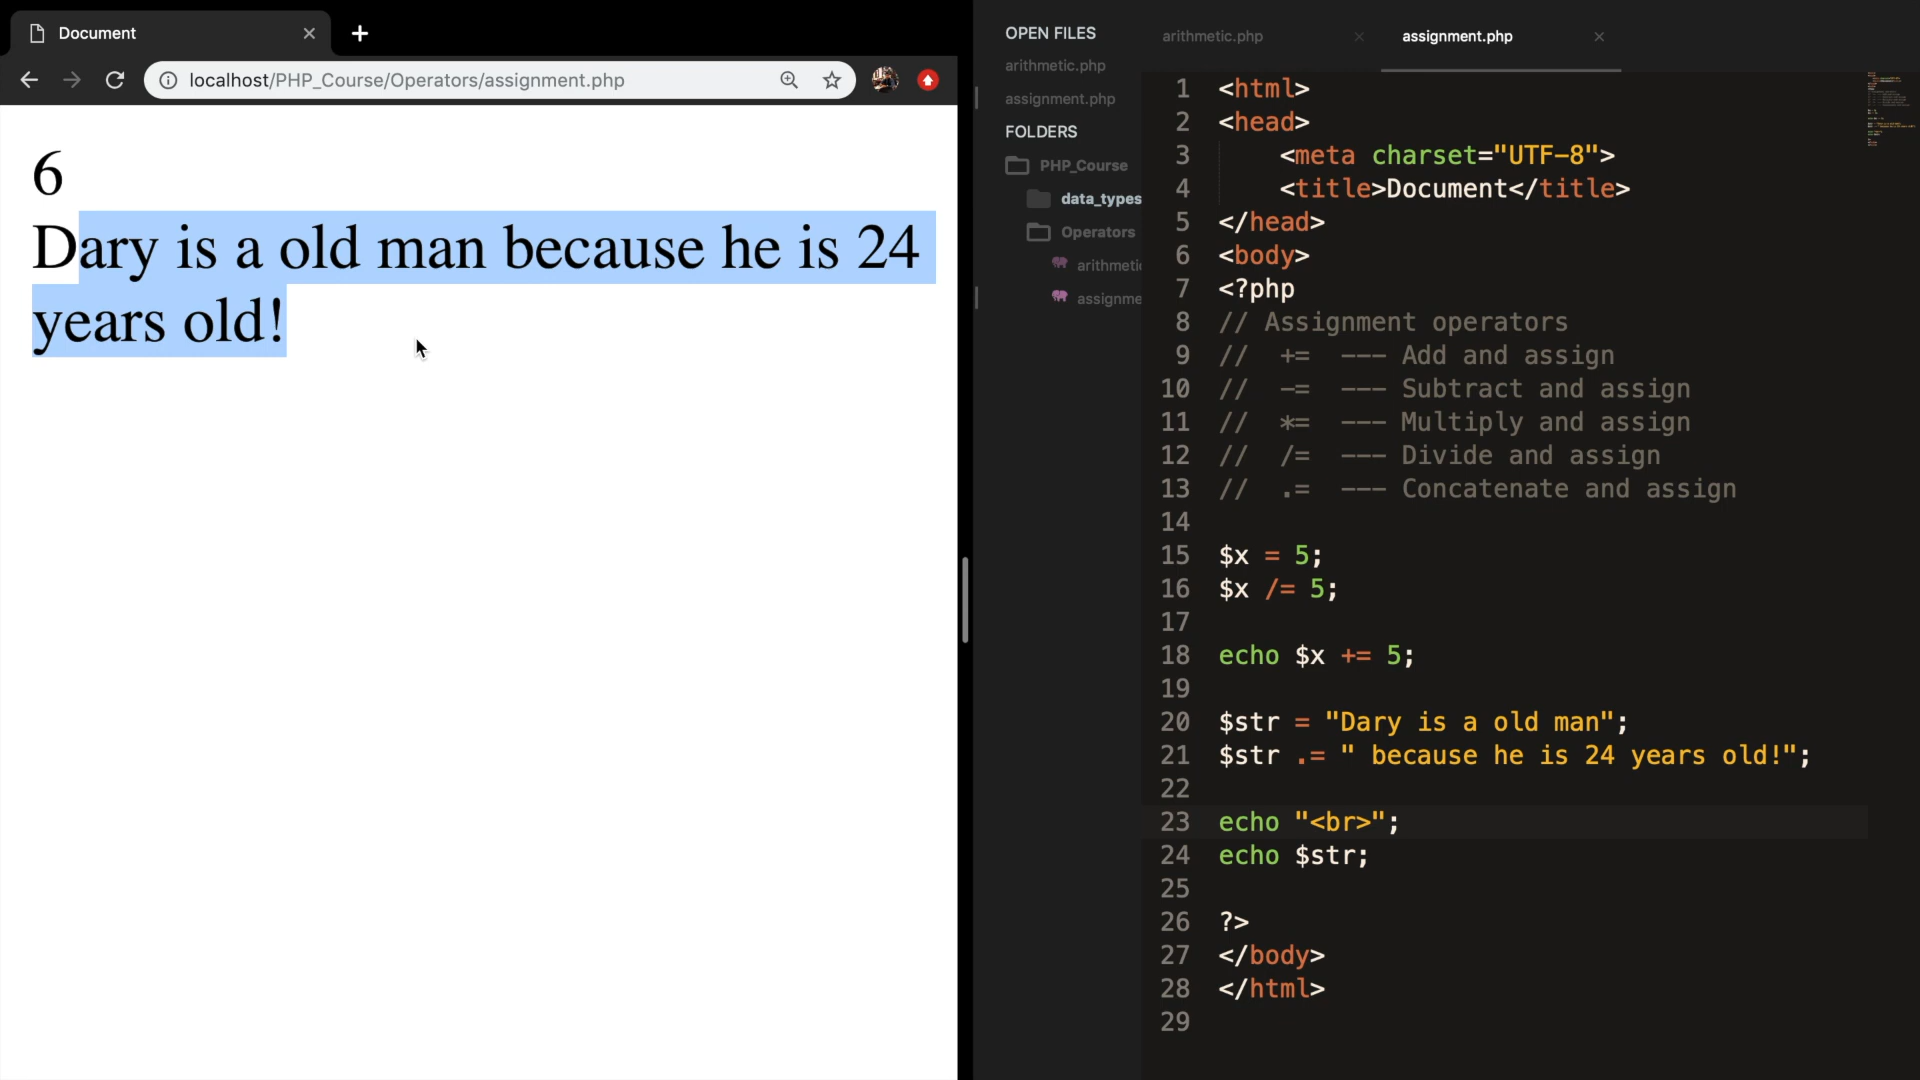 Document
localhost/PHP_Course/Operators/assignment.php
6
Dary is a old man because he is 24
years old!
OPEN FILES
arithmetic.php
assignment.php
FOLDERS
PHP_Course
data_types
Operators
arithmetic
assignme
arithmetic.php
assignment.php
1 <html>
2 <head>
3 <meta charset="UTF-8">
4 <title>Document</title>
5 </head>
6 <body>
7 <?php
8 // Assignment operators
9 // += --- Add and assign
10 // -= --- Subtract and assign
11 // *= --- Multiply and assign
12 // /= --- Divide and assign
13 // .= --- Concatenate and assign
14
15 $x = 5;
16 $x /= 5;
17
18 echo $x += 5;
19
20 $str = "Dary is a old man";
21 $str .= " because he is 24 years old!";
22
23 echo "<br>";
24 echo $str;
25
26 ?>
27 </body>
28 </html>
29